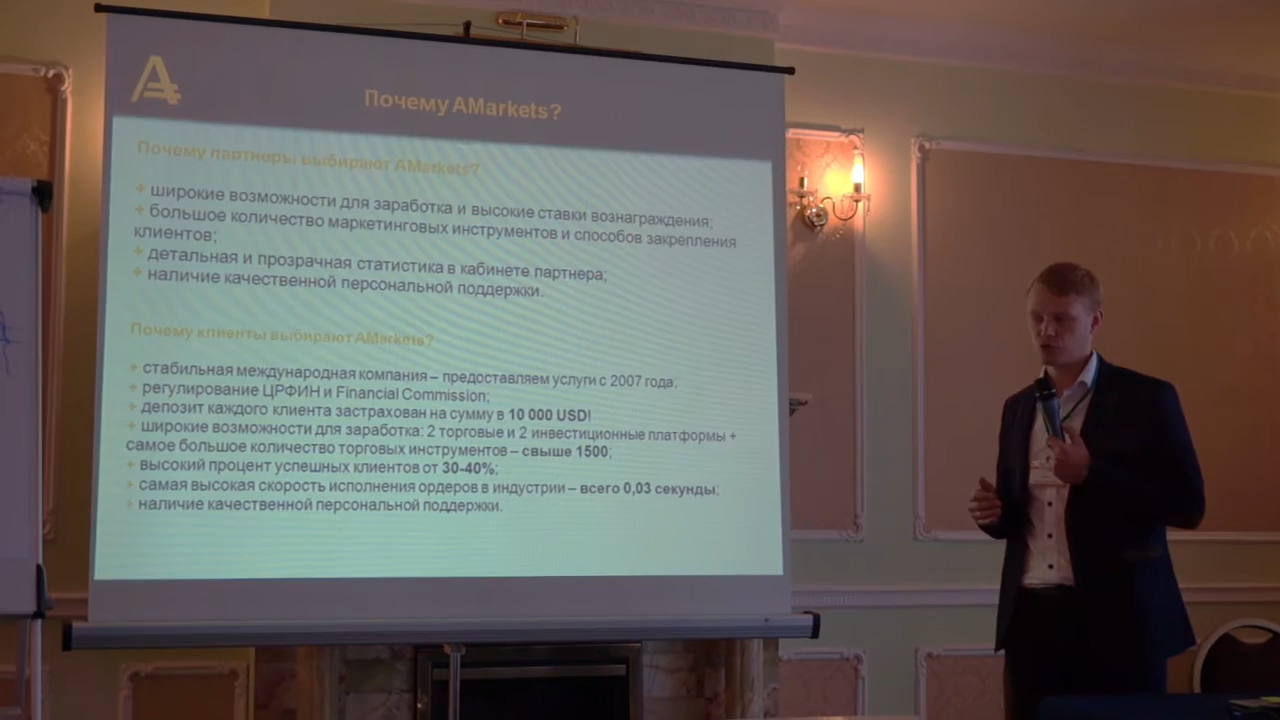 Почему AMarkets?
Почему партнеры выбирают AMarkets?
+ широкие возможности для заработка и высокие ставки вознаграждения;
+ большое количество маркетинговых инструментов и способов закрепления
клиентов;
+ детальная и прозрачная статистика в кабинете партнера;
+ наличие качественной персональной поддержки.
Почему клиенты выбирают AMarkets?
+ стабильная международная компания – предоставляем услуги с 2007 года;
+ регулирование ЦРФИН и Financial Commission;
+ депозит каждого клиента застрахован на сумму в 10 000 USD!
+ широкие возможности для заработка: 2 торговые и 2 инвестиционные платформы +
самое большое количество торговых инструментов – свыше 1500;
+ высокий процент успешных клиентов от 30-40%;
+ самая высокая скорость исполнения ордеров в индустрии – всего 0,03 секунды;
+ наличие качественной персональной поддержки.